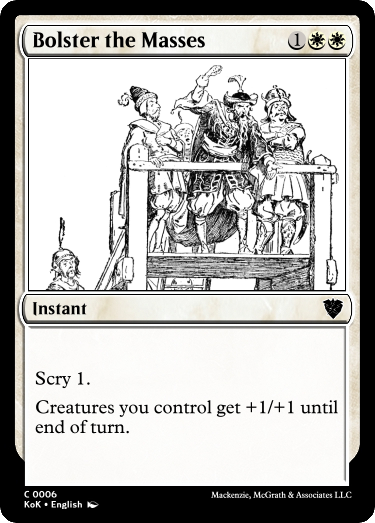 Bolster the Masses 1
Instant
Scry 1.
Creatures you control get +1/+1 until
end of turn.
C 0006
KoK • English
Mackenzie, McGrath & Associates LLC